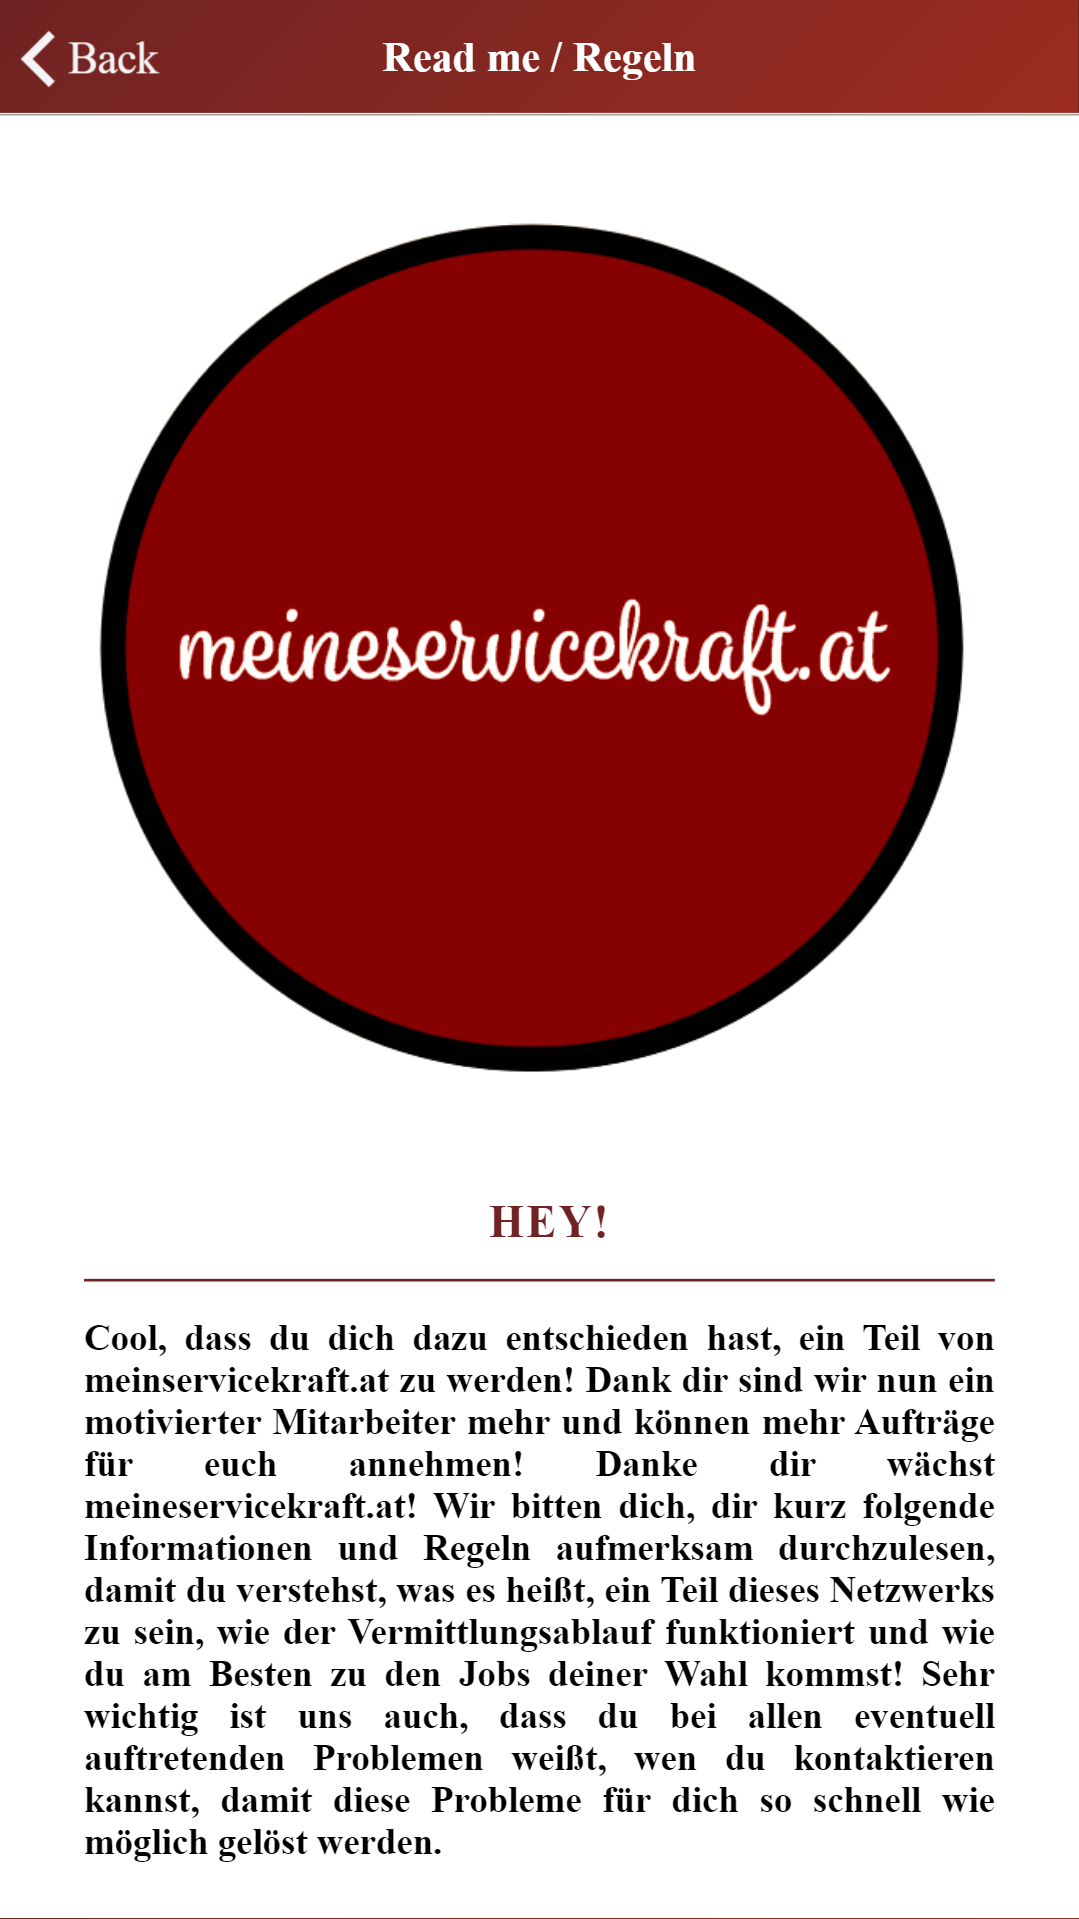 Back
Read me / Regeln
meineservicekraft.at
HEY!
Cool, dass du dich dazu entschieden hast, ein Teil von
meinservicekraft.at zu werden! Dank dir sind wir nun ein
motivierter Mitarbeiter mehr und können mehr Aufträge
für euch annehmen! Danke dir wächst
meineservicekraft.at! Wir bitten dich, dir kurz folgende
Informationen und Regeln aufmerksam durchzulesen,
damit du verstehst, was es heißt, ein Teil dieses Netzwerks
zu sein, wie der Vermittlungsablauf funktioniert und wie
du am Besten zu den Jobs deiner Wahl kommst! Sehr
wichtig ist uns auch, dass du bei allen eventuell
auftretenden Problemen weißt, wen du kontaktieren
kannst, damit diese Probleme für dich so schnell wie
möglich gelöst werden.